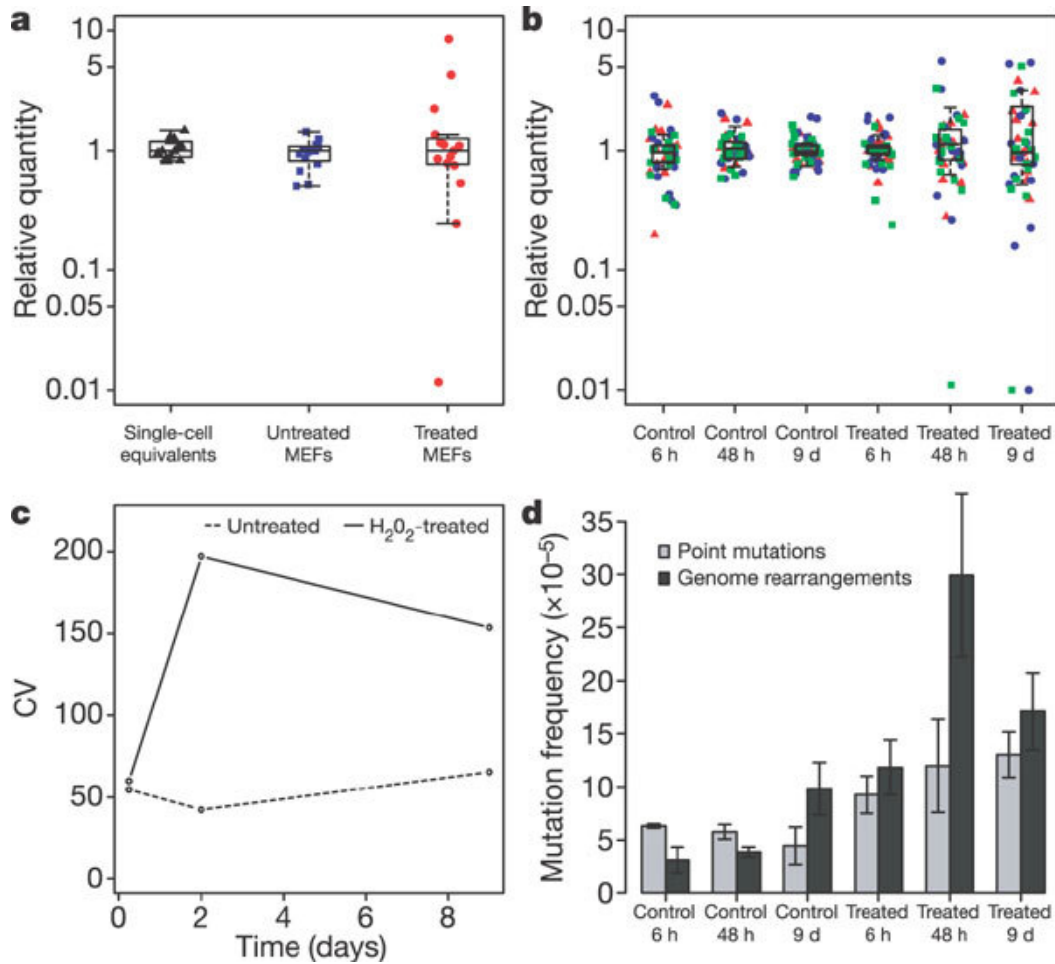 a
10
5
1
0.1
0.05
0.01
Relative quantity
Single-cell
equivalents
Untreated
MEFs
Treated
MEFs
b
10
5
1
0.1
0.05
0.01
Relative quantity
Control
6 h
Control
48 h
Control
9 d
Treated
6 h
Treated
48 h
Treated
9 d
c
Untreated
H₂0₂-treated
200
150
100
50
0
CV
0
2
4
6
8
Time (days)
d
35
30
25
20
15
10
5
0
Mutation frequency (×10⁻⁵)
Point mutations
Genome rearrangements
Control
6 h
Control
48 h
Control
9 d
Treated
6 h
Treated
48 h
Treated
9 d